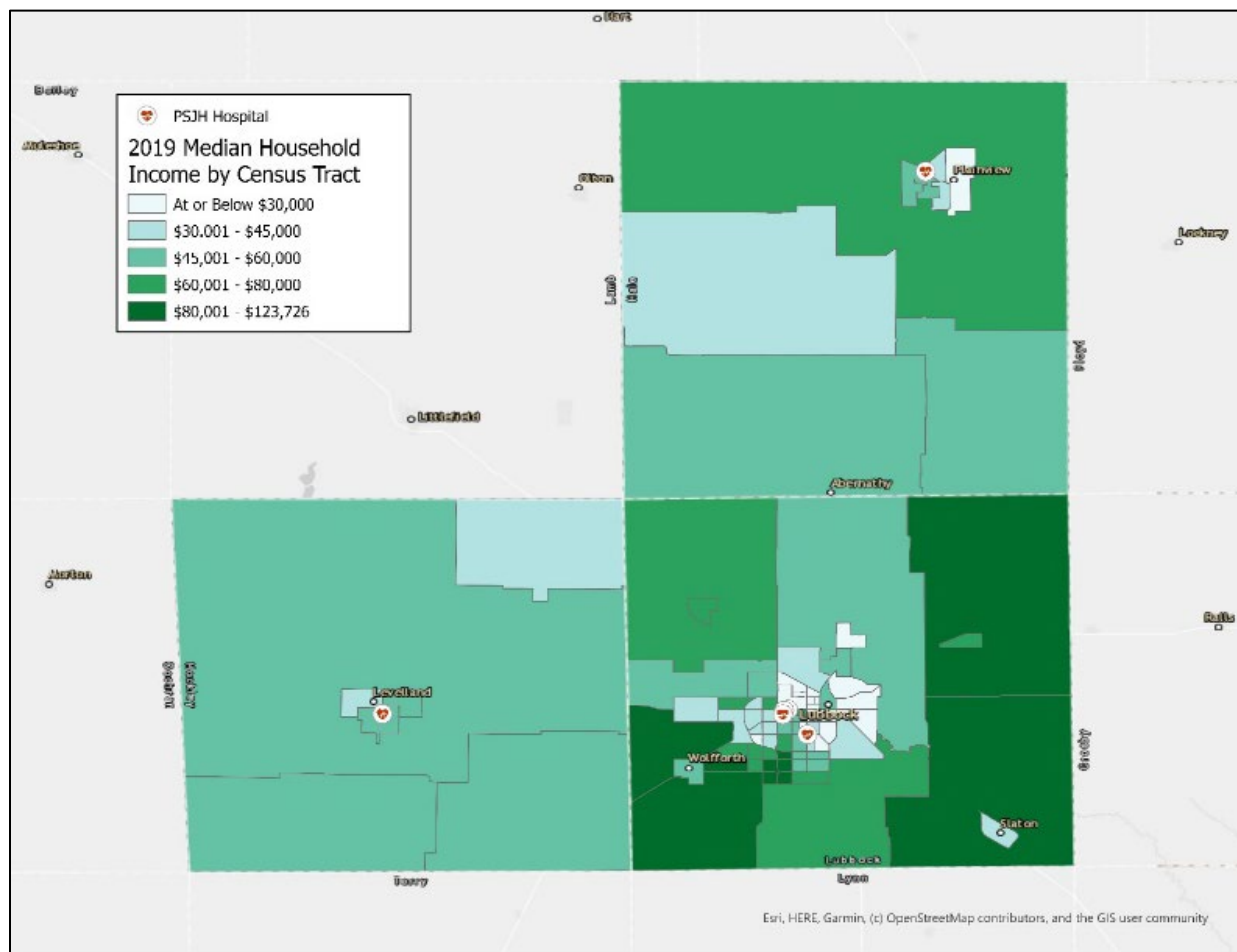 Hart
Bailey
PSJH Hospital
Muleshoe
2019 Median Household
Income by Census Tract
Olton
Plainview
At or Below $30,000
$30,001 - $45,000
Lockney
$45,001 - $60,000
$60,001 - $80,000
Lamb
Hale
$80,001 - $123,726
Floyd
Littlefield
Abernathy
Morton
Ralls
Cochran
Hockley
Levelland
Lubbock
Crosby
Wolfforth
Slaton
Lubbock
Lynn
Terry
Esri, HERE, Garmin, (c) OpenStreetMap contributors, and the GIS user community